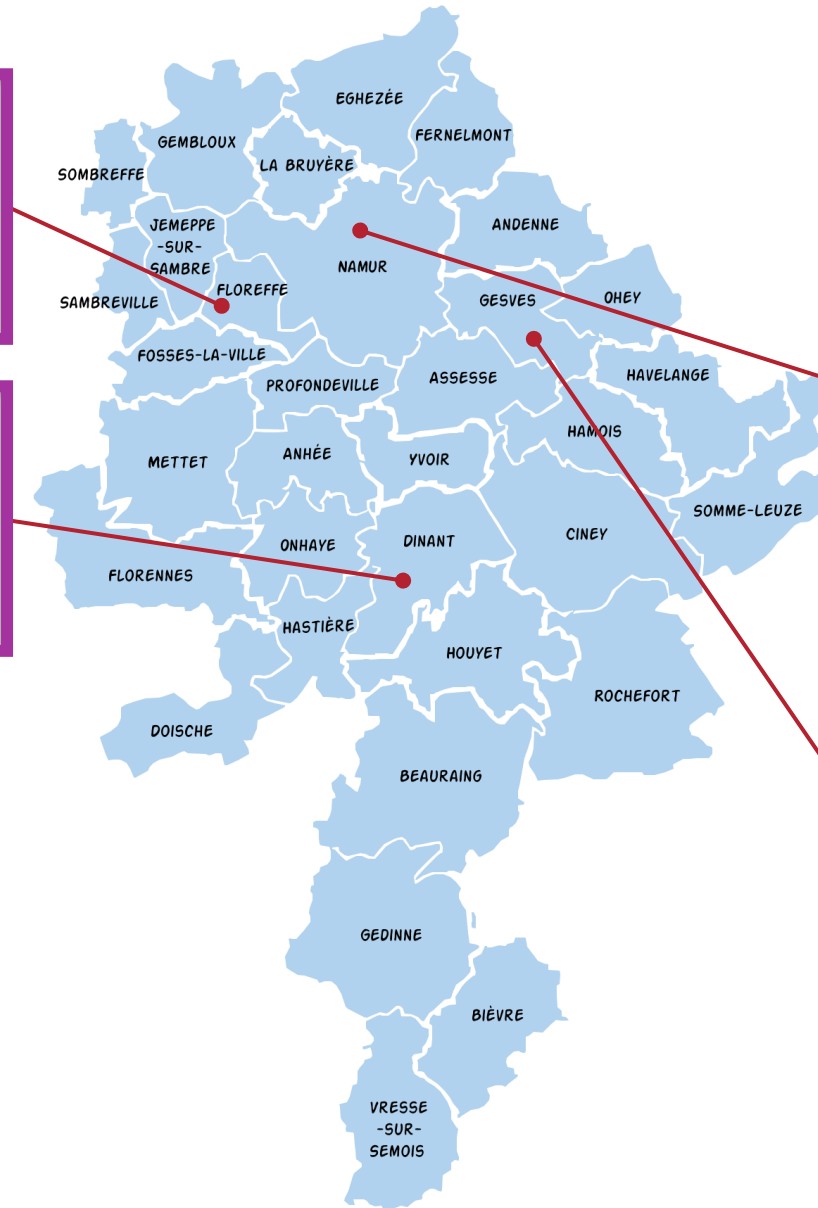 EGHEZÉE
FERNELMONT
GEMBLOUX
LA BRUYÈRE
SOMBREFFE
JEMEPPE
-SUR-
SAMBRE
ANDENNE
NAMUR
FLOREFFE
SAMBREVILLE
GESVES
OHEY
FOSSES-LA-VILLE
PROFONDEVILLE
ASSESSE
HAVELANGE
HAMOIS
METTET
ANHÉE
YVOIR
SOMME-LEUZE
CINEY
ONHAYE
DINANT
FLORENNES
HASTIÈRE
HOUYET
ROCHEFORT
DOISCHE
BEAURAING
GEDINNE
BIÈVRE
VRESSE
-SUR-
SEMOIS